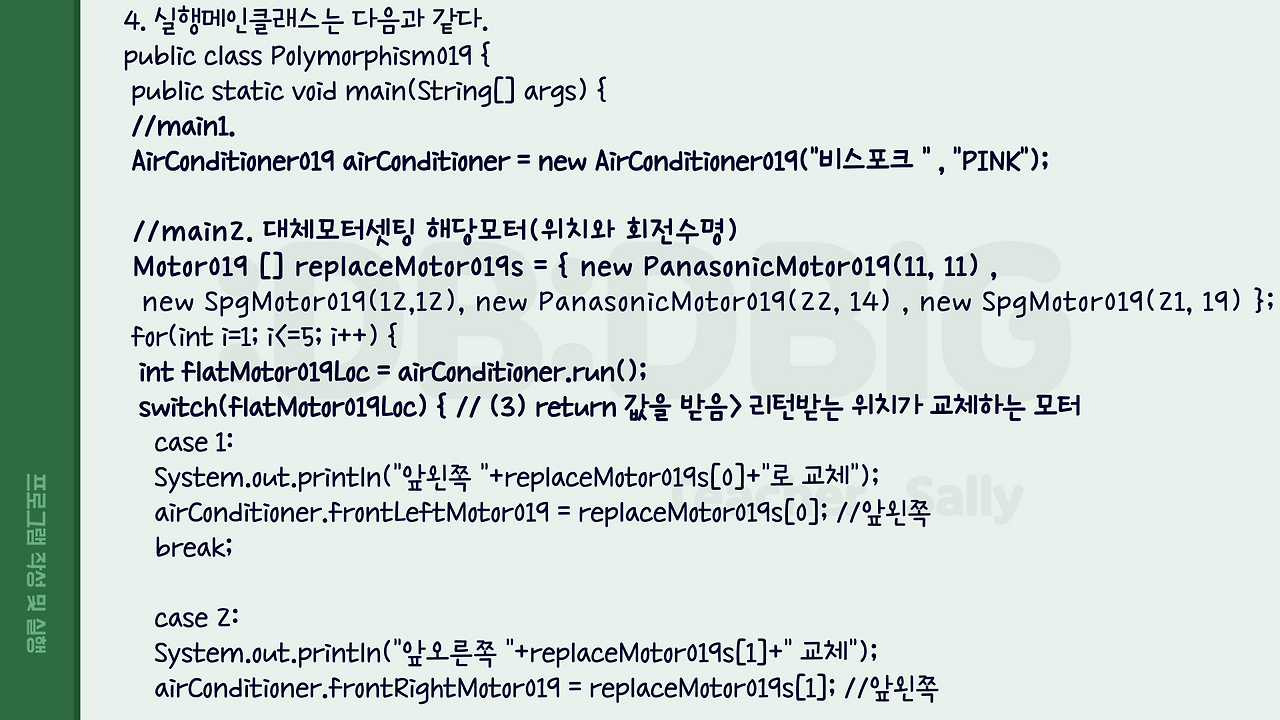 4. 실행메인클래스는 다음과 같다.
public class Polymorphism019 {
public static void main(String[] args) {
//main1.
AirConditioner019 airConditioner = new AirConditioner019("비스포크 " , "PINK");
//main2. 대체모터셋팅 해당모터(위치와 회전수명)
Motor019 [] replaceMotor019s = { new PanasonicMotor019(11, 11) ,
new SpgMotor019(12,12), new PanasonicMotor019(22, 14) , new SpgMotor019(21, 19) };
for(int i=1; i<=5; i++) {
int flatMotor019Loc = airConditioner.run();
switch(flatMotor019Loc) { // (3) return 값을 받음> 리턴받는 위치가 교체하는 모터
case 1:
System.out.println("앞왼쪽 "+replaceMotor019s[0]+"로 교체");
airConditioner.frontLeftMotor019 = replaceMotor019s[0]; //앞왼쪽
break;
case 2:
System.out.println("앞오른쪽 "+replaceMotor019s[1]+" 교체");
airConditioner.frontRightMotor019 = replaceMotor019s[1]; //앞왼쪽
프로그램 작성 및 실행
:DB:DBIG
Teacher Sally